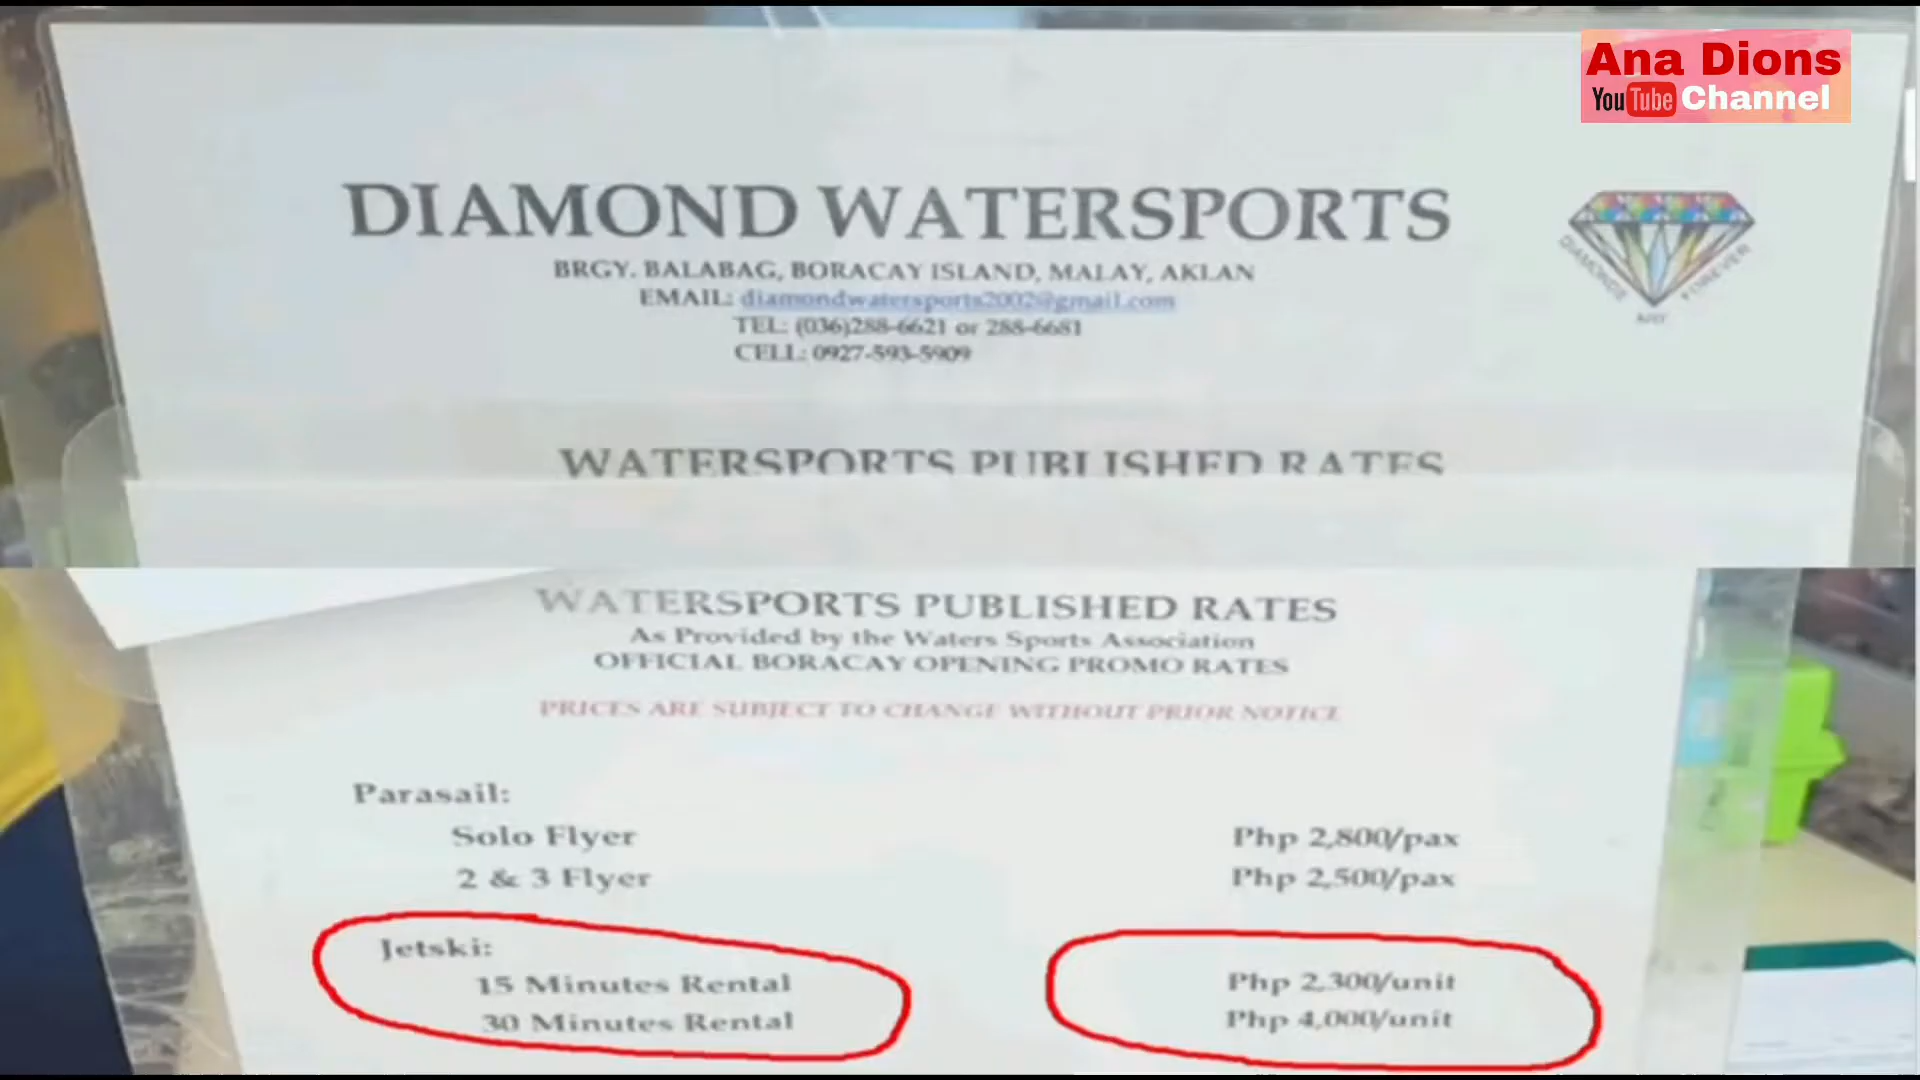 Ana Dions
YouTube Channel
DIAMOND WATERSPORTS
BRGY. BALABAG, BORACAY ISLAND, MALAY, AKLAN
EMAIL: diamondwatersports2002@gmail.com
TEL: (036)288-6621 or 288-6681
CELL: 0927-593-5909
DIAMONDS FOREVER
WATERSPORTS PUBLISHED RATES
WATERSPORTS PUBLISHED RATES
As Provided by the Waters Sports Association
OFFICIAL BORACAY OPENING PROMO RATES
PRICES ARE SUBJECT TO CHANGE WITHOUT PRIOR NOTICE
Parasail:
Solo Flyer Php 2,800/pax
2 & 3 Flyer Php 2,500/pax
Jetski:
15 Minutes Rental Php 2,300/unit
30 Minutes Rental Php 4,000/unit